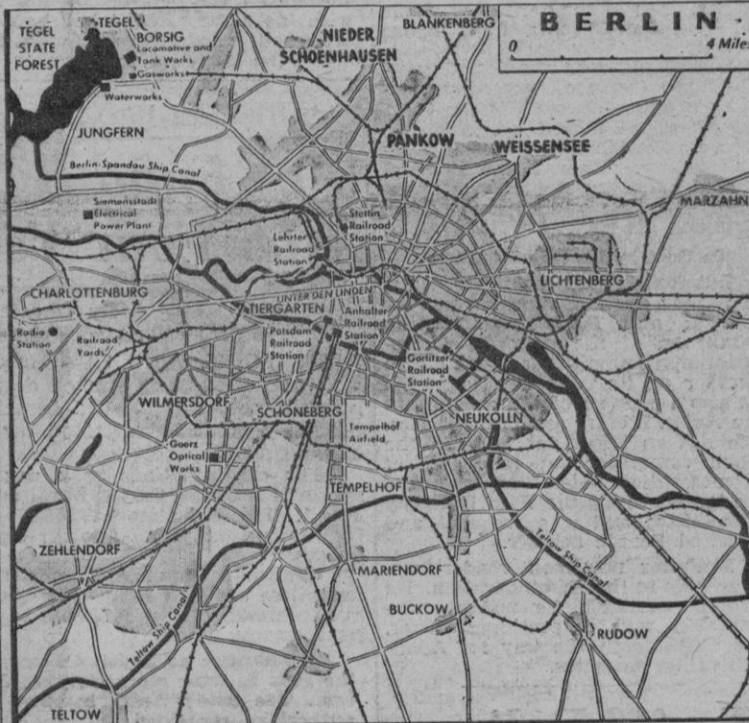 BERLIN
0 4 Miles
TEGEL
STATE
FOREST
TEGEL
BORSIG
Locomotive and
Tank Works
Gasworks
Waterworks
NIEDER
SCHOENHAUSEN
BLANKENBERG
JUNGFERN
PANKOW
WEISSENSEE
Berlin-Spandau Ship Canal
MARZAHN
Siemensstadt
Electrical
Power Plant
Stettin
Railroad
Station
Lehrter
Railroad
Station
LICHTENBERG
CHARLOTTENBURG
UNTER DEN LINDEN
TIERGARTEN
Anhalter
Railroad
Station
Radio
Station
Railroad
Yards
Potsdam
Railroad
Station
Gorlitzer
Railroad
Station
WILMERSDORF
SCHONEBERG
NEUKOLLN
Tempelhof
Airfield
Goerz
Optical
Works
TEMPELHOF
ZEHLENDORF
MARIENDORF
Teltow Ship Canal
BUCKOW
RUDOW
Teltow Ship Canal
TELTOW